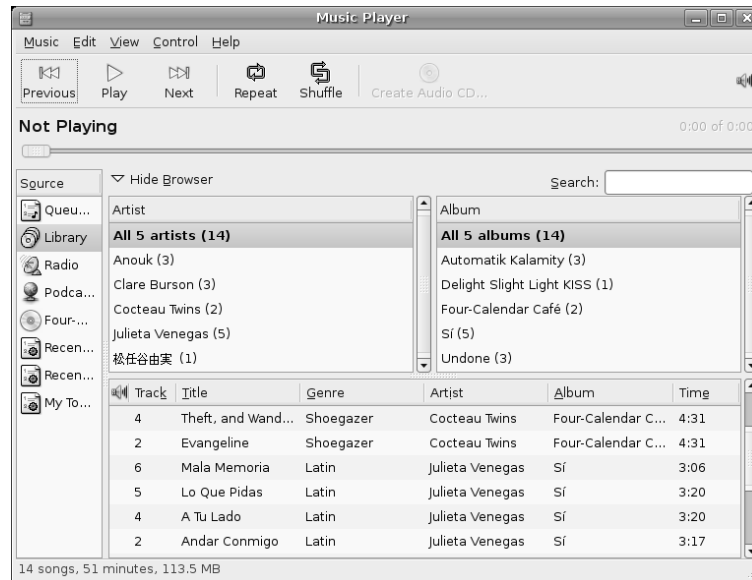 Music Player
Music Edit View Control Help
Previous Play Next Repeat Shuffle Create Audio CD...
Not Playing 0:00 of 0:00
Source Hide Browser Search:
Queu...
Library
Radio
Podca...
Four-...
Recen...
Recen...
My To...
Artist Album
All 5 artists (14) All 5 albums (14)
Anouk (3) Automatik Kalamity (3)
Clare Burson (3) Delight Slight Light KISS (1)
Cocteau Twins (2) Four-Calendar Café (2)
Julieta Venegas (5) Sí (5)
松任谷由実 (1) Undone (3)
Track Title Genre Artist Album Time
4 Theft, and Wand... Shoegazer Cocteau Twins Four-Calendar C... 4:31
2 Evangeline Shoegazer Cocteau Twins Four-Calendar C... 4:31
6 Mala Memoria Latin Julieta Venegas Sí 3:06
5 Lo Que Pidas Latin Julieta Venegas Sí 3:20
4 A Tu Lado Latin Julieta Venegas Sí 3:20
2 Andar Conmigo Latin Julieta Venegas Sí 3:17
14 songs, 51 minutes, 113.5 MB